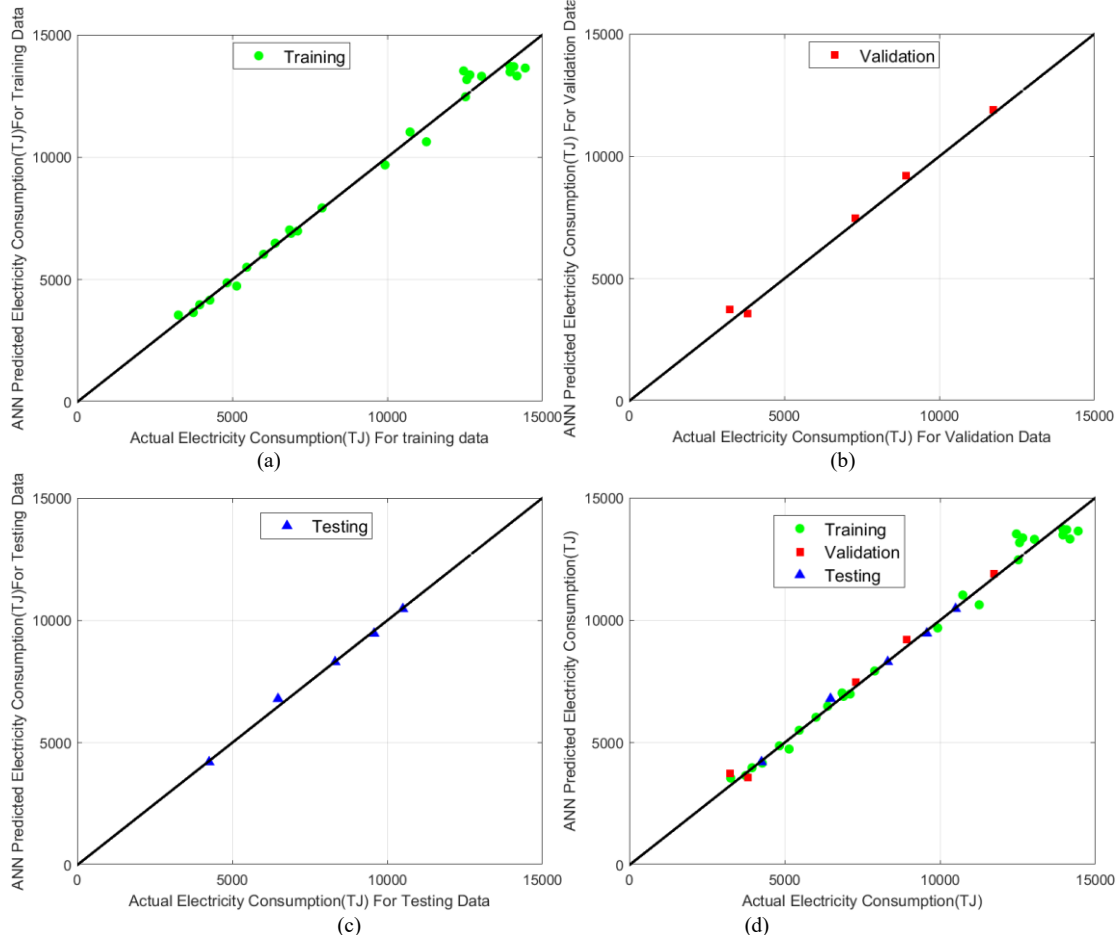 ANN Predicted Electricity Consumption(TJ)For Training Data
15000
10000
5000
0
Training
0 5000 10000 15000
Actual Electricity Consumption(TJ) For training data
(a)
ANN Predicted Electricity Consumption(TJ) For Validation Data
15000
10000
5000
0
Validation
0 5000 10000 15000
Actual Electricity Consumption(TJ) For Validation Data
(b)
ANN Predicted Electricity Consumption(TJ)For Testing Data
15000
10000
5000
0
Testing
0 5000 10000 15000
Actual Electricity Consumption(TJ) For Testing Data
(c)
ANN Predicted Electricity Consumption(TJ)
15000
10000
5000
0
Training
Validation
Testing
0 5000 10000 15000
Actual Electricity Consumption(TJ)
(d)